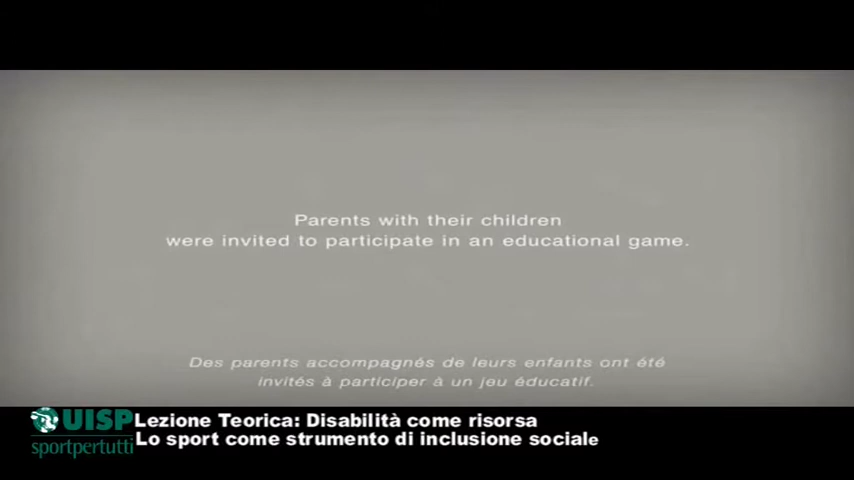 Parents with their children
were invited to participate in an educational game.
Des parents accompagnés de leurs enfants ont été
invités à participer à un jeu éducatif.
UISP
sportpertutti
Lezione Teorica: Disabilità come risorsa
Lo sport come strumento di inclusione sociale